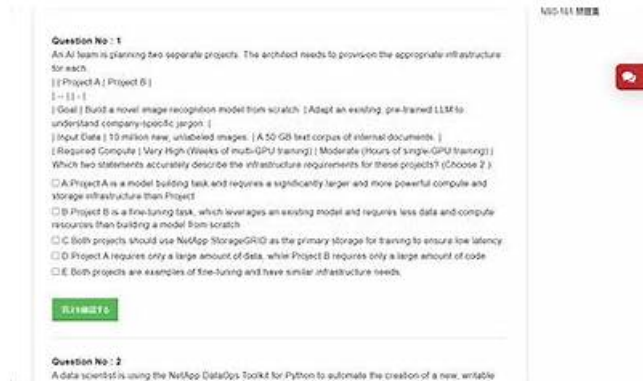 NS0-NA1 問題集
Question No : 1
An AI team is planning two seperate projects. The architect needs to provision the appropriate infrastructure
for each.
| | Project A | Project B |
| -- | | - |
| Goal | Build a novel image recognition model from scratch. | Adapt an existing, pre-trained LLM to
understand company-specific jargon. |
| Input Data | 10 million new, unlabeled images. | A 50 GB text corpus of internal documents. |
| Required Compute | Very High (Weeks of multi-GPU training) | Moderate (Hours of single-GPU training) |
Which two statements accurately describe the infrastructure requirements for these projects? (Choose 2.)
A.Project A is a model building task and requires a significantly larger and more powerful compute and
storage infrastructure than Project
B.Project B is a fine-tuning task, which leverages an existing model and requires less data and compute
resources than building a model from scratch
C.Both projects should use NetApp StorageGRID as the primary storage for training to ensure low latency
D.Project A requires only a large amount of data, while Project B requires only a large amount of code
E.Both projects are examples of fine-tuning and have similar infrastructure needs.
Question No : 2
A data scientist is using the NetApp DataOps Toolkit for Python to automate the creation of a new, writable